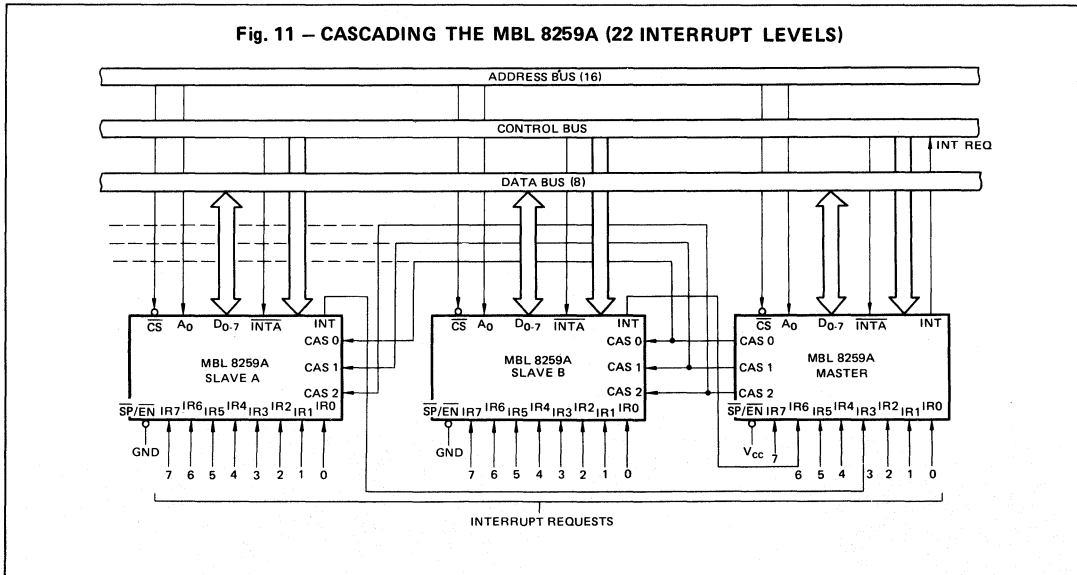 Fig. 11 – CASCADING THE MBL 8259A (22 INTERRUPT LEVELS)
ADDRESS BUS (16)
CONTROL BUS
INT REQ
DATA BUS (8)
CS A0 D0-7 INTA INT
CAS 0
CAS 1
CAS 2
MBL 8259A
SLAVE A
SP/EN IR7 IR6 IR5 IR4 IR3 IR2 IR1 IR0
GND
7 6 5 4 3 2 1 0
CS A0 D0-7 INTA INT
CAS 0
CAS 1
CAS 2
MBL 8259A
SLAVE B
SP/EN IR7 IR6 IR5 IR4 IR3 IR2 IR1 IR0
GND
7 6 5 4 3 2 1 0
CS A0 D0-7 INTA INT
CAS 0
CAS 1
CAS 2
MBL 8259A
MASTER
SP/EN IR7 IR6 IR5 IR4 IR3 IR2 IR1 IR0
Vcc 7 6 5 4 3 2 1 0
INTERRUPT REQUESTS